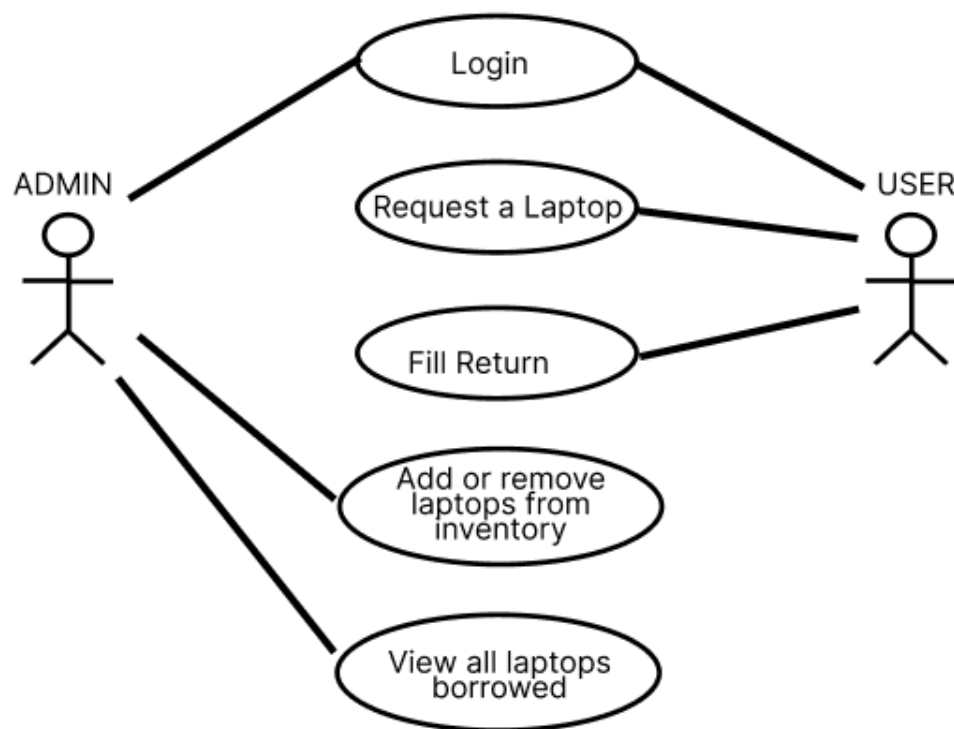 Login
ADMIN
USER
Request a Laptop
Fill Return
Add or remove
laptops from
inventory
View all laptops
borrowed